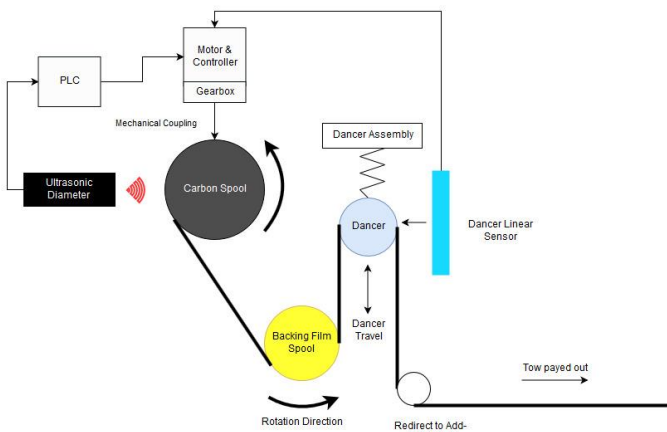 Motor &
Controller
PLC
Gearbox
Mechanical Coupling
Dancer Assembly
Ultrasonic
Diameter
Carbon Spool
Dancer
Dancer Linear
Sensor
Dancer
Travel
Backing Film
Spool
Tow payed out
Rotation Direction
Redirect to Add-